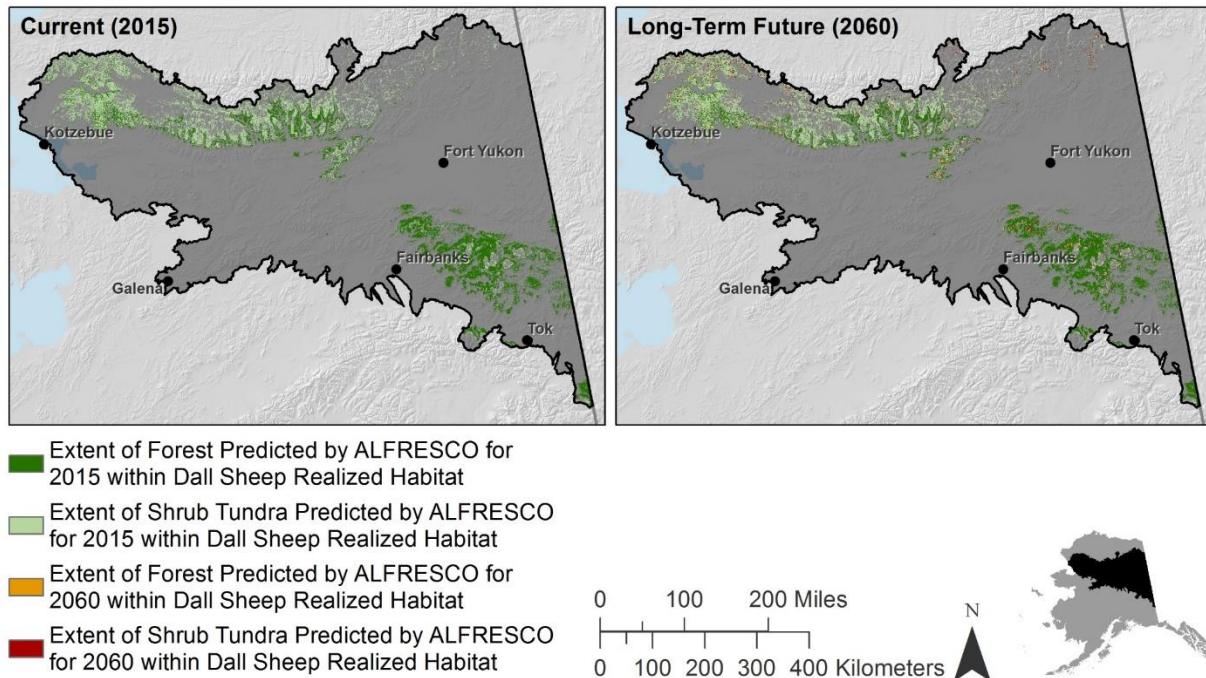 Current (2015)
Kotzebue
Fort Yukon
Fairbanks
Galena
Tok
Long-Term Future (2060)
Kotzebue
Fort Yukon
Fairbanks
Galena
Tok
Extent of Forest Predicted by ALFRESCO for
2015 within Dall Sheep Realized Habitat
Extent of Shrub Tundra Predicted by ALFRESCO
for 2015 within Dall Sheep Realized Habitat
Extent of Forest Predicted by ALFRESCO for
2060 within Dall Sheep Realized Habitat
Extent of Shrub Tundra Predicted by ALFRESCO
for 2060 within Dall Sheep Realized Habitat
0 100 200 Miles
0 100 200 300 400 Kilometers
N